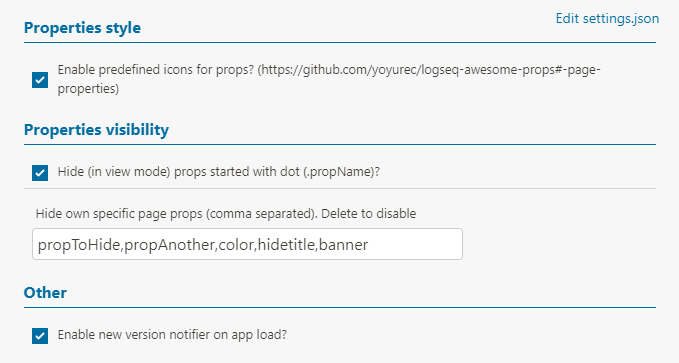 Edit settings.json
Properties style
Enable predefined icons for props? (https://github.com/yoyurec/logseq-awesome-props#-page-
properties)
Properties visibility
Hide (in view mode) props started with dot (.propName)?
Hide own specific page props (comma separated). Delete to disable
propToHide,propAnother,color,hidetitle,banner
Other
Enable new version notifier on app load?